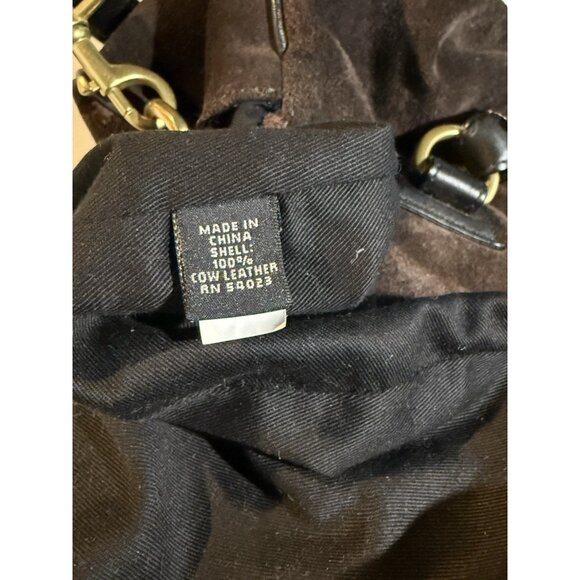 MADE IN
CHINA
SHELL:
100%
COW LEATHER
RN 54023